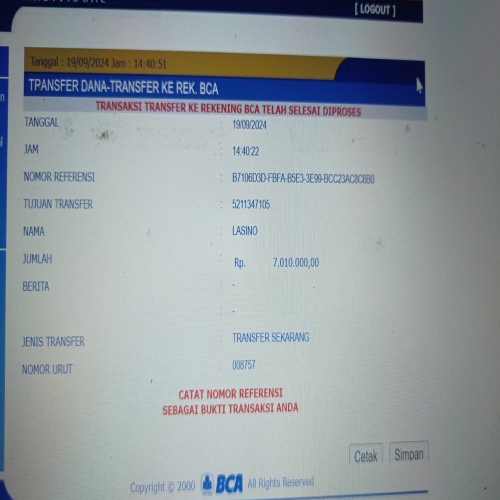 [ LOGOUT ]
Tanggal : 19/09/2024 Jam : 14:40:51
TRANSFER DANA-TRANSFER KE REK. BCA
TRANSAKSI TRANSFER KE REKENING BCA TELAH SELESAI DIPROSES
TANGGAL : 19/09/2024
JAM : 14:40:22
NOMOR REFERENSI : B7106D3D-FBFA-B5E3-3E99-BCC23AC8C6B0
TUJUAN TRANSFER : 5211347105
NAMA : LASINO
JUMLAH : Rp. 7.010.000,00
BERITA : -
: -
JENIS TRANSFER : TRANSFER SEKARANG
NOMOR URUT : 008757
CATAT NOMOR REFERENSI
SEBAGAI BUKTI TRANSAKSI ANDA
Cetak Simpan
Copyright © 2000 BCA All Rights Reserved